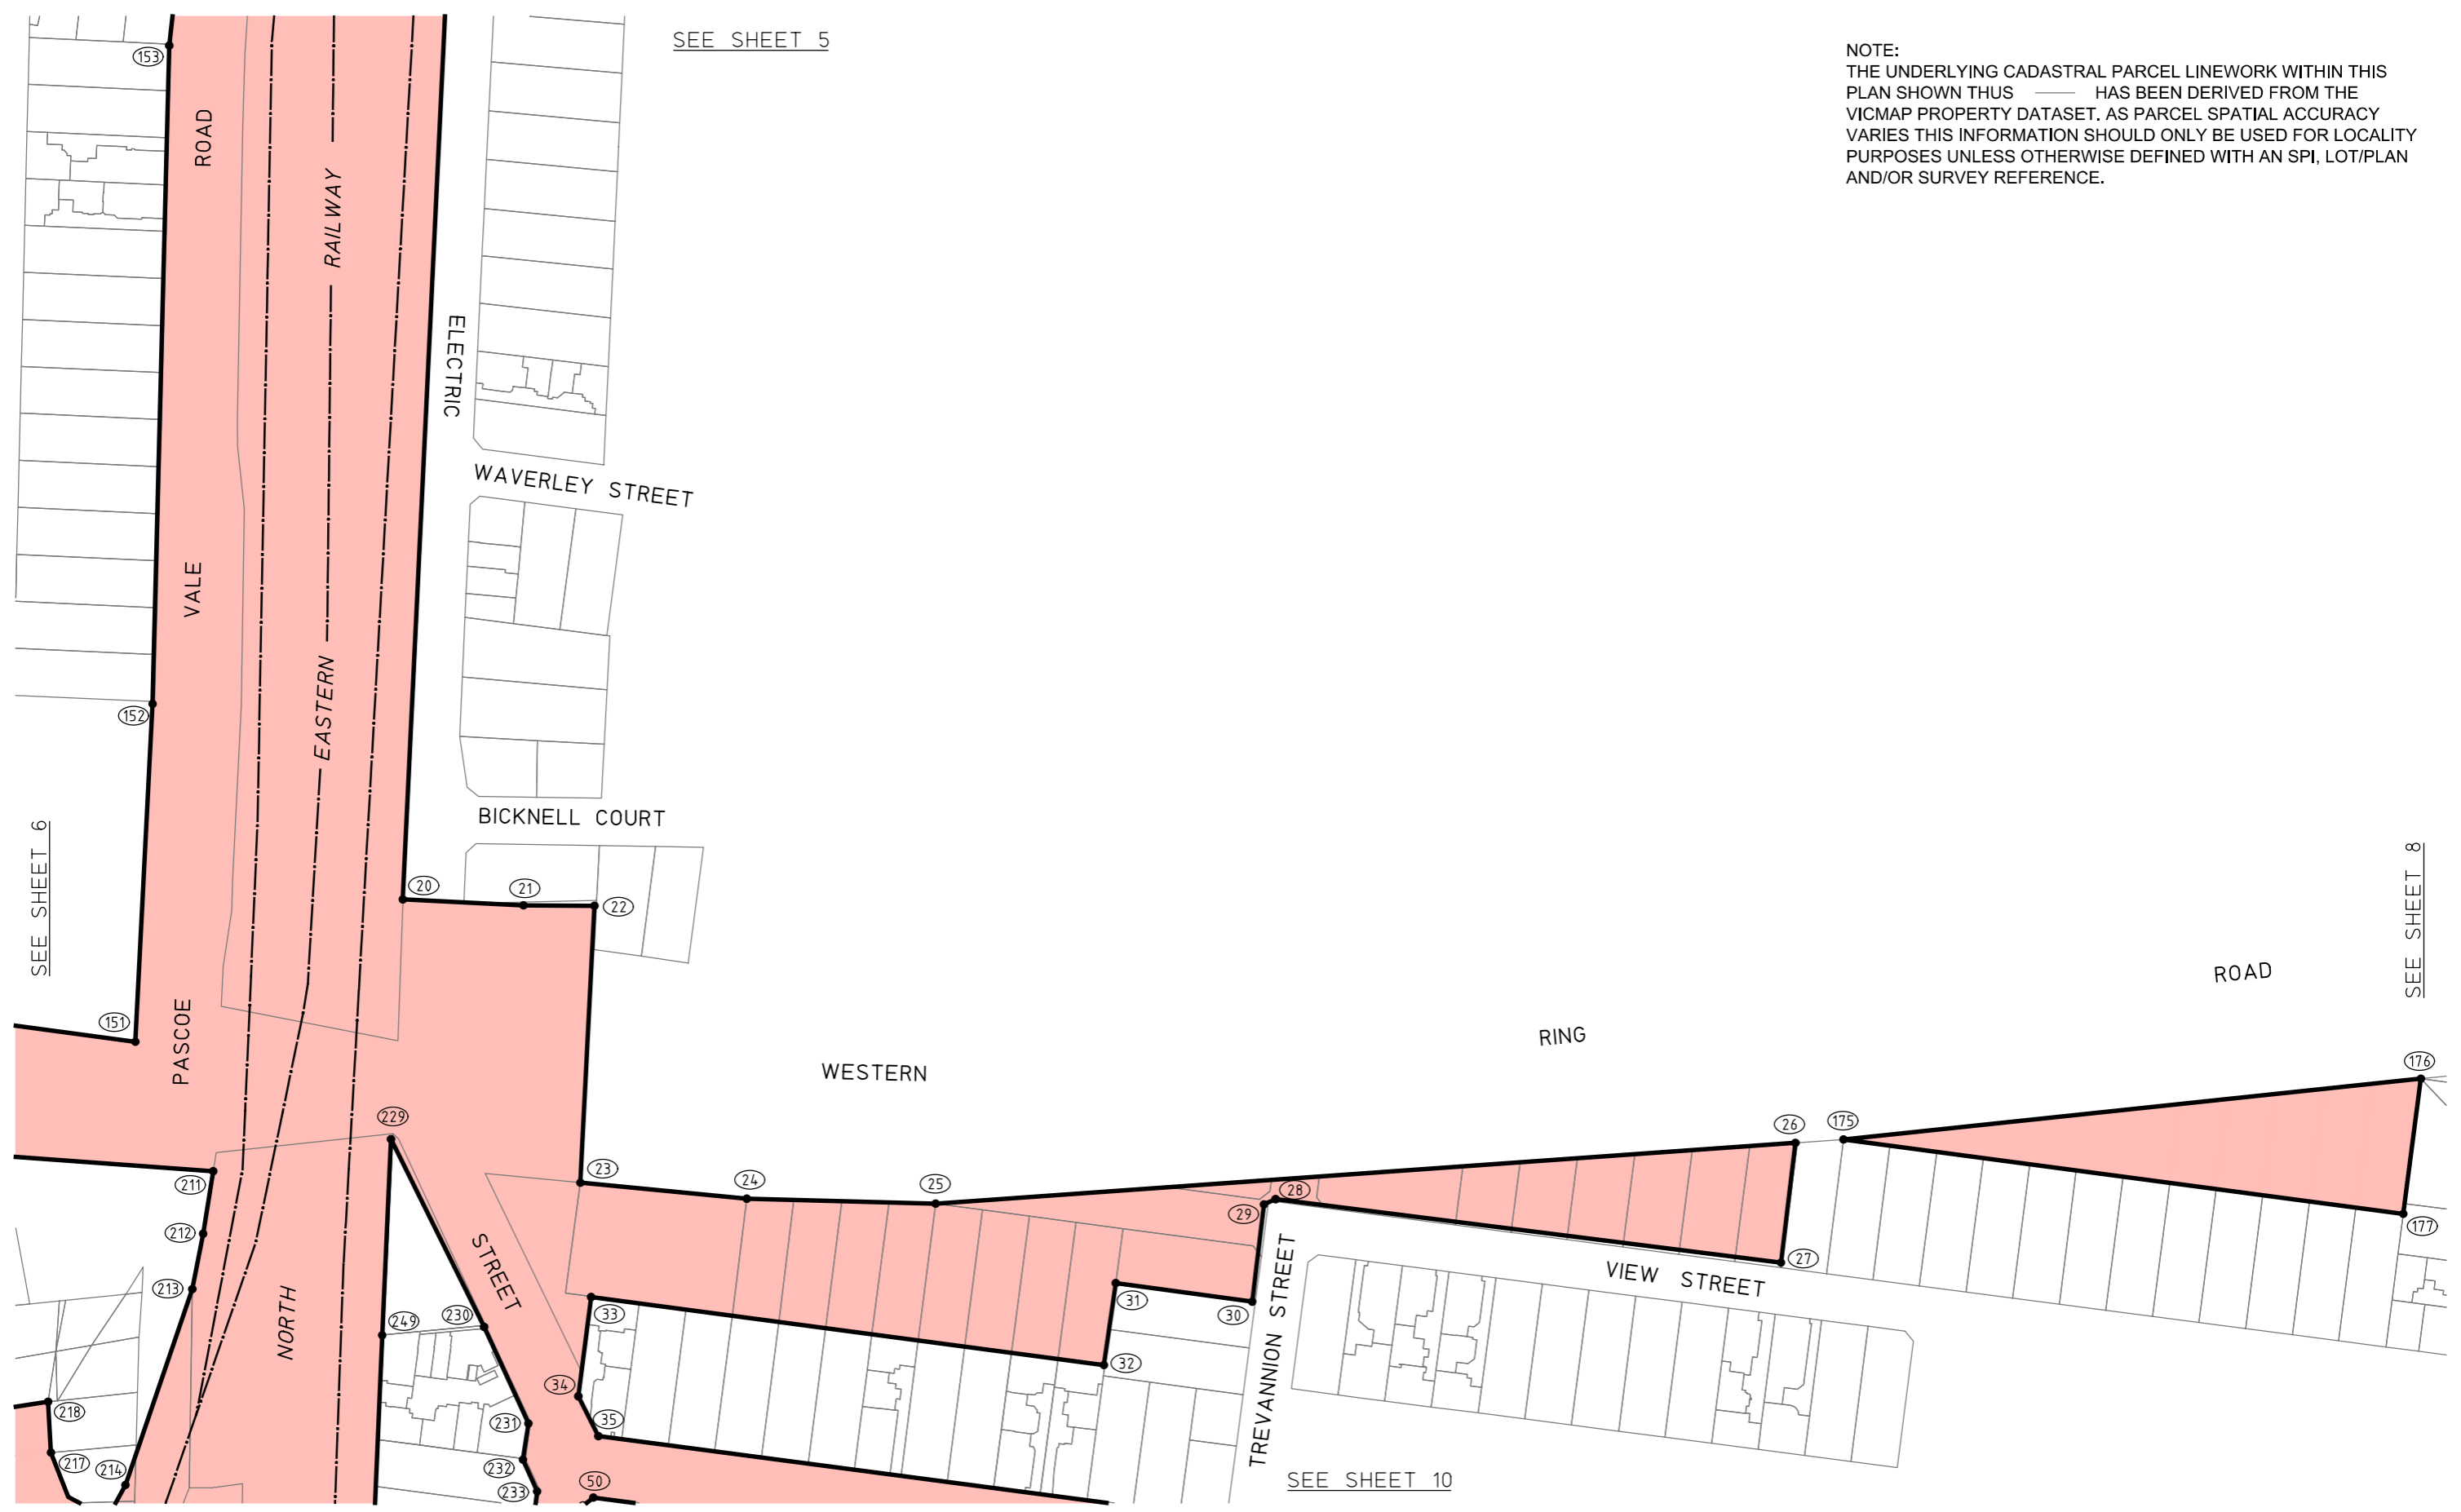 SEE SHEET 5
NOTE:
THE UNDERLYING CADASTRAL PARCEL LINEWORK WITHIN THIS
PLAN SHOWN THUS HAS BEEN DERIVED FROM THE
VICMAP PROPERTY DATASET. AS PARCEL SPATIAL ACCURACY
VARIES THIS INFORMATION SHOULD ONLY BE USED FOR LOCALITY
PURPOSES UNLESS OTHERWISE DEFINED WITH AN SPI, LOT/PLAN
AND/OR SURVEY REFERENCE.
153
ROAD
RAILWAY
ELECTRIC
WAVERLEY STREET
VALE
EASTERN
152
BICKNELL COURT
SEE SHEET 6
SEE SHEET 8
20
21
22
ROAD
151
PASCOE
RING
WESTERN
176
229
26
175
23
24
25
211
28
29
212
177
STREET
213
NORTH
TREVANNION STREET
27
VIEW STREET
31
30
33
249
230
32
34
218
231
35
217
214
232
233
50
SEE SHEET 10